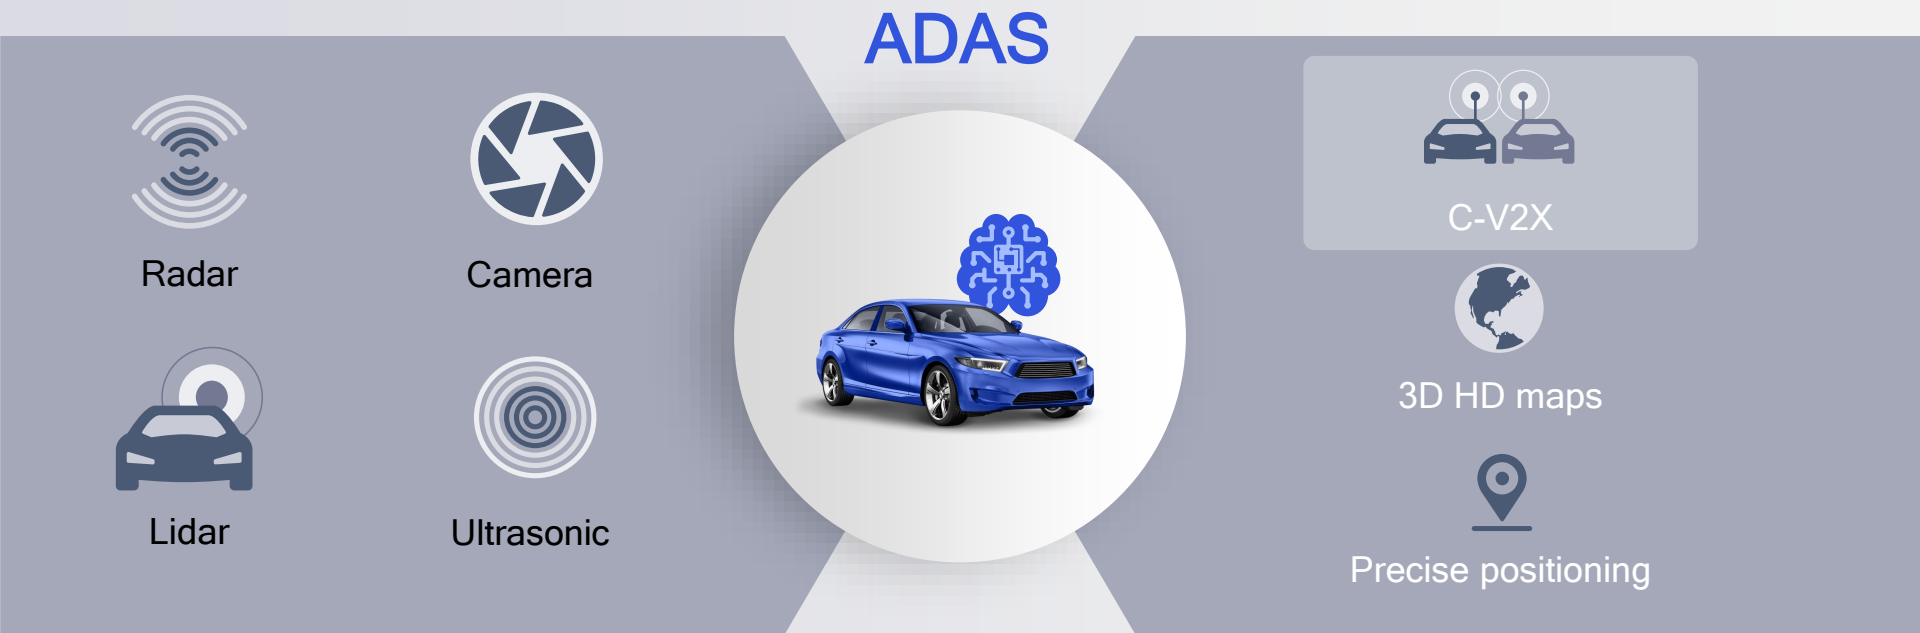 ADAS
Radar
Camera
Lidar
Ultrasonic
C-V2X
3D HD maps
Precise positioning